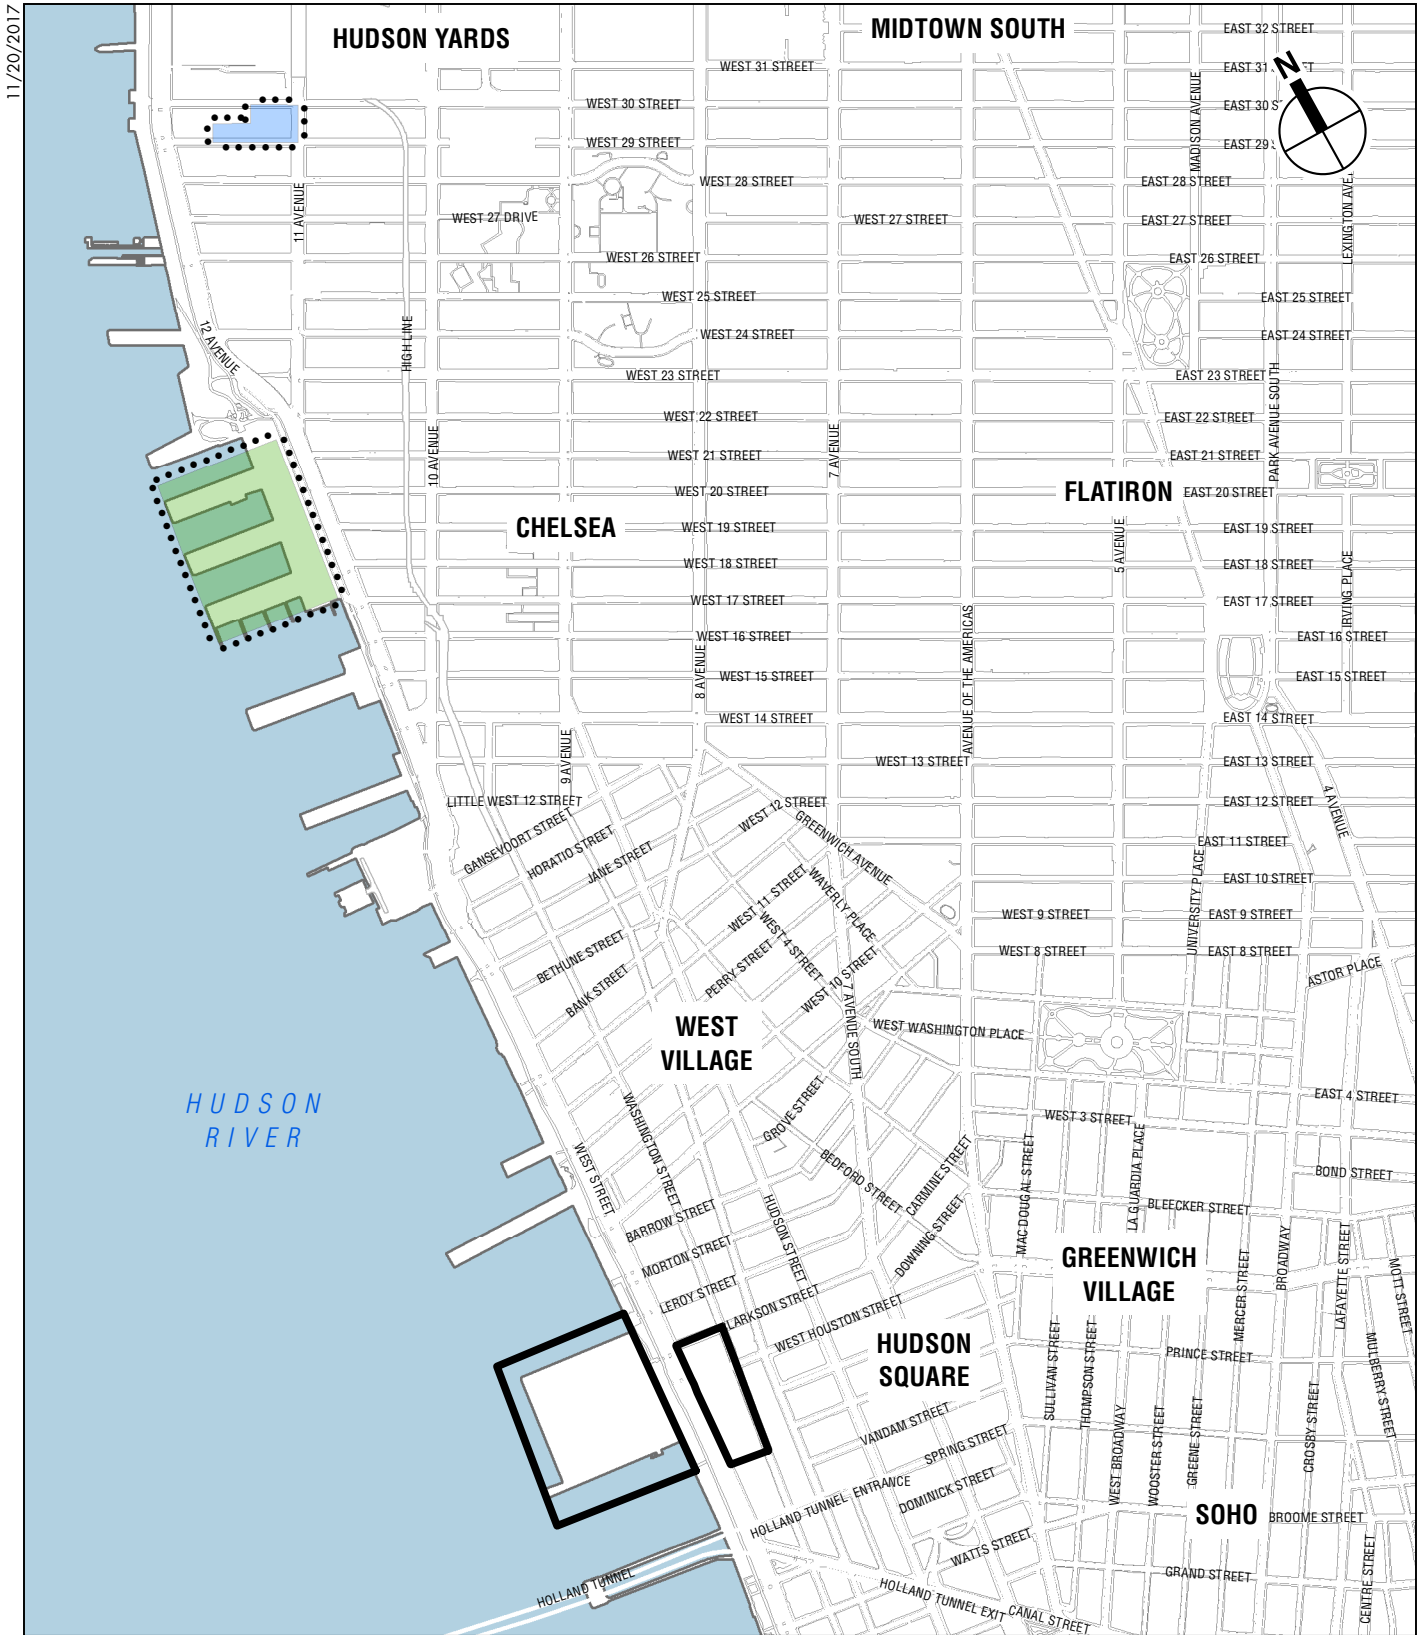 11/20/2017
HUDSON YARDS
MIDTOWN SOUTH
EAST 32 STREET
N
WEST 31 STREET
WEST 30 STREET
WEST 29 STREET
EAST 29
MADISON AVENUE
WEST 28 STREET
EAST 28 STREET
LEXINGTON AVE.
11 AVENUE
WEST 27 DRIVE
WEST 27 STREET
EAST 27 STREET
WEST 26 STREET
EAST 26 STREET
WEST 25 STREET
EAST 25 STREET
12 AVENUE
HIGH LINE
WEST 24 STREET
EAST 24 STREET
WEST 23 STREET
EAST 23 STREET
PARK AVENUE SOUTH
WEST 22 STREET
EAST 22 STREET
10 AVENUE
7 AVENUE
WEST 21 STREET
EAST 21 STREET
WEST 20 STREET
FLATIRON
EAST 20 STREET
CHELSEA
WEST 19 STREET
5 AVENUE
EAST 19 STREET
WEST 18 STREET
EAST 18 STREET
IRVING PLACE
WEST 17 STREET
EAST 17 STREET
WEST 16 STREET
EAST 16 STREET
8 AVENUE
AVENUE OF THE AMERICAS
WEST 15 STREET
EAST 15 STREET
WEST 14 STREET
EAST 14 STREET
9 AVENUE
WEST 13 STREET
EAST 13 STREET
LITTLE WEST 12 STREET
WEST 12 STREET
EAST 12 STREET
4 AVENUE
GANSEVOORT STREET
HORATIO STREET
JANE STREET
GREENWICH AVENUE
EAST 11 STREET
WEST 11 STREET
WAVERLY PLACE
EAST 10 STREET
UNIVERSITY PLACE
WEST 4 STREET
WEST 9 STREET
EAST 9 STREET
BETHUNE STREET
BANK STREET
PERRY STREET
WEST 10 STREET
WEST 8 STREET
EAST 8 STREET
ASTOR PLACE
7 AVENUE SOUTH
WEST
VILLAGE
WEST WASHINGTON PLACE
HUDSON
RIVER
WEST STREET
WASHINGTON STREET
GROVE STREET
WEST 3 STREET
EAST 4 STREET
BEDFORD STREET
CARMINE STREET
DOWNING STREET
MACDOUGAL STREET
LA GUARDIA PLACE
BOND STREET
BLEECKER STREET
BARROW STREET
MORTON STREET
HUDSON STREET
GREENWICH
VILLAGE
MERCER STREET
BROADWAY
LAFAYETTE STREET
MOTT STREET
LEROY STREET
LARKSON STREET
WEST HOUSTON STREET
HUDSON
SQUARE
SULLIVAN STREET
THOMPSON STREET
PRINCE STREET
MULBERRY STREET
VANDAM STREET
SPRING STREET
WEST BROADWAY
WOOSTER STREET
GREENE STREET
CROSBY STREET
HOLLAND TUNNEL ENTRANCE
DOMINICK STREET
SOHO
BROOME STREET
WATTS STREET
HOLLAND TUNNEL
HOLLAND TUNNEL EXIT
CANAL STREET
GRAND STREET
CENTRE STREET